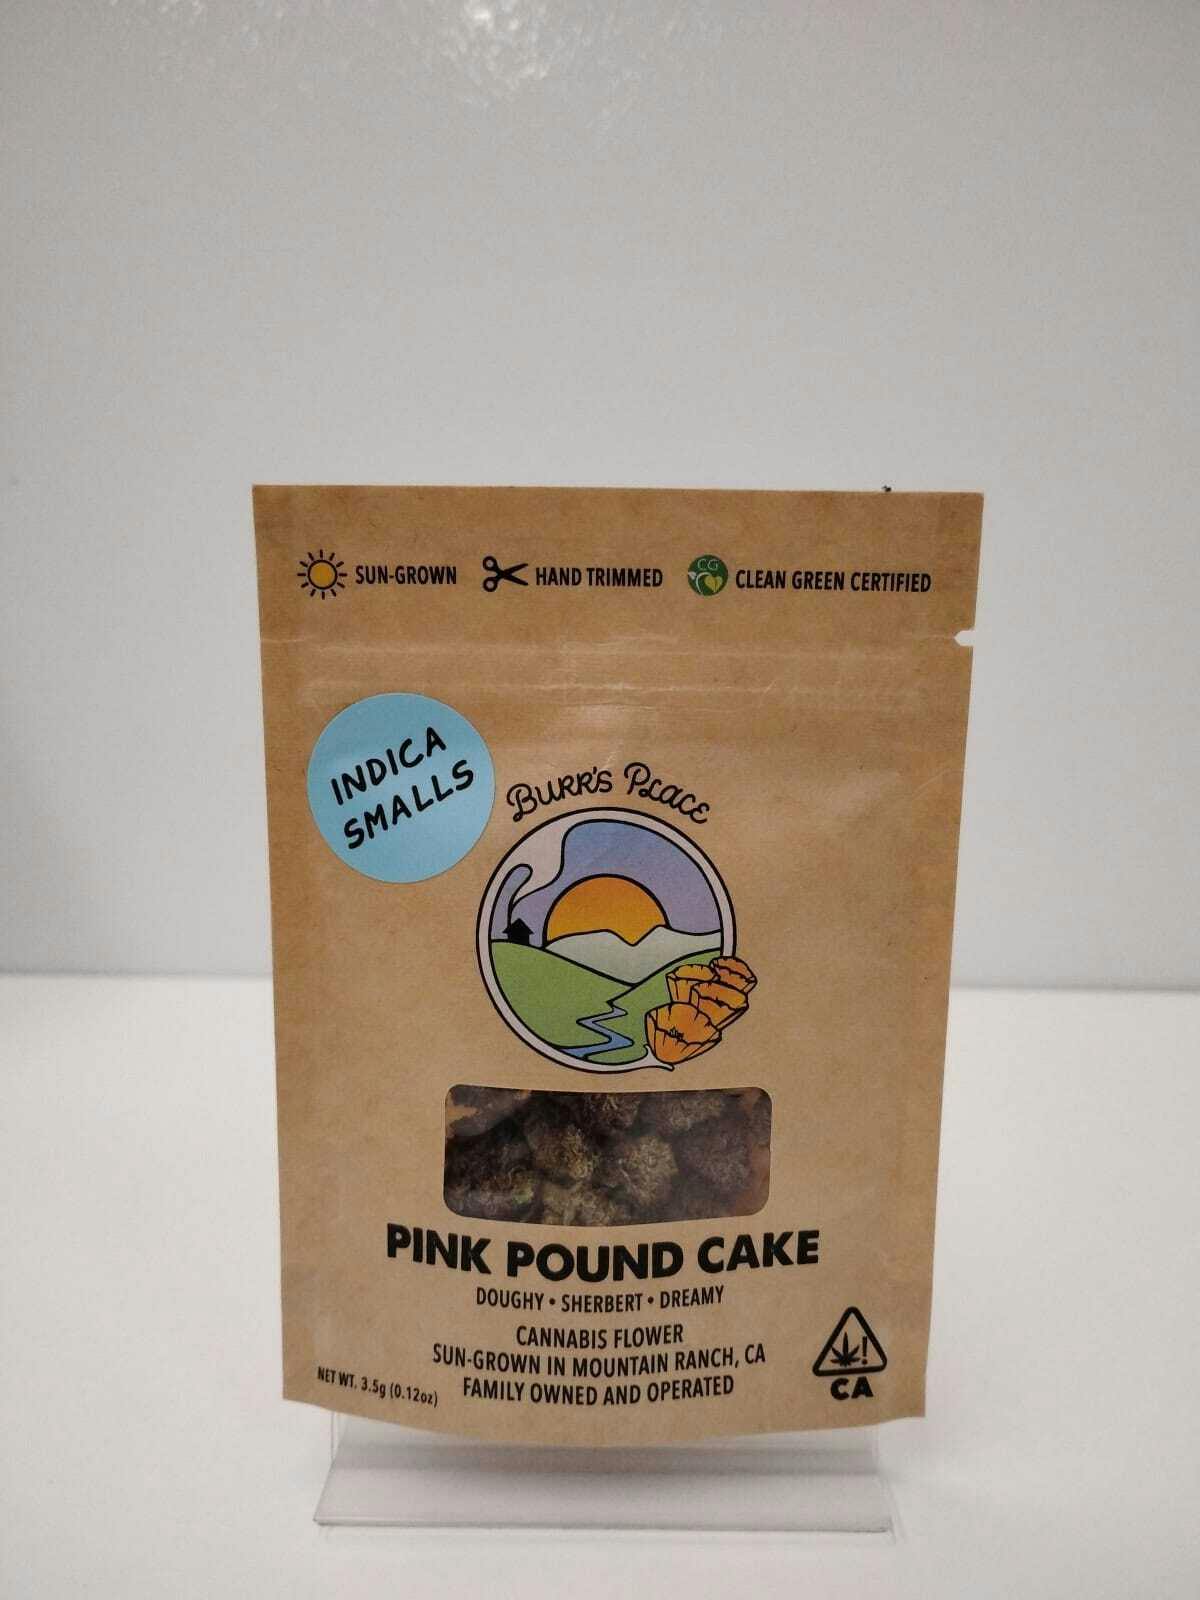 SUN-GROWN HAND TRIMMED CG CLEAN GREEN CERTIFIED
INDICA
SMALLS
BURR'S PLACE
PINK POUND CAKE
DOUGHY • SHERBERT • DREAMY
CANNABIS FLOWER
SUN-GROWN IN MOUNTAIN RANCH, CA
FAMILY OWNED AND OPERATED
NET WT. 3.5g (0.12oz)
!
CA